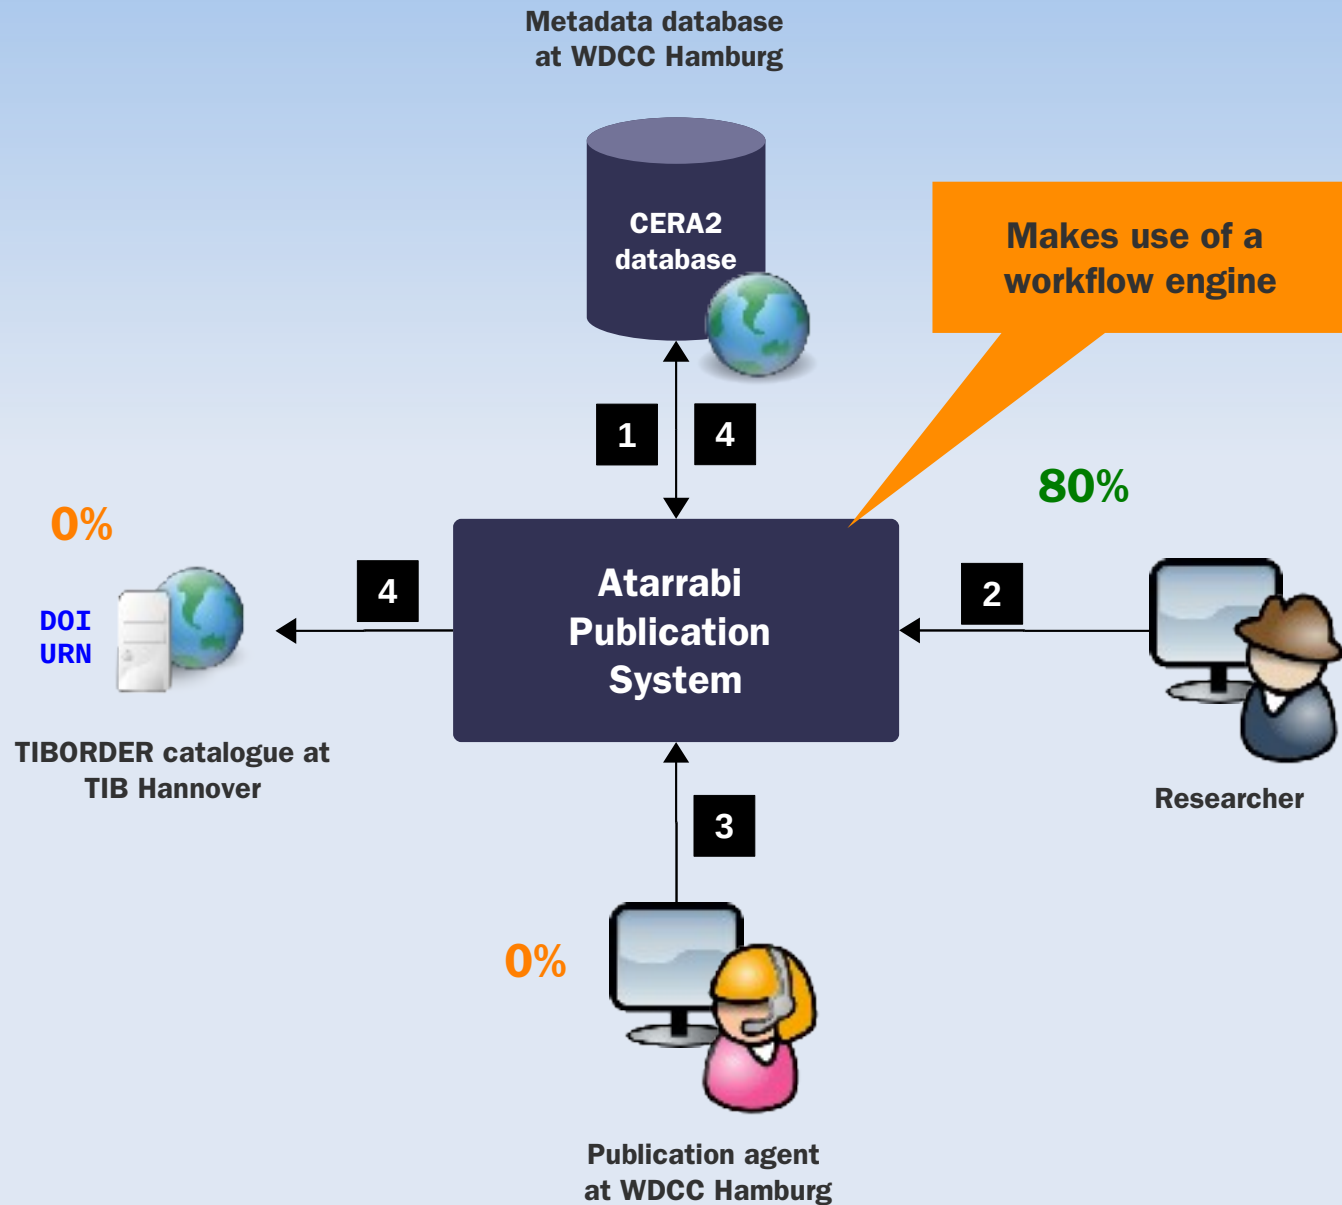 Metadata database
at WDCC Hamburg
CERA2
database
Makes use of a
workflow engine
1
4
80%
0%
DOI
URN
4
Atarrabi
Publication
System
2
TIBORDER catalogue at
TIB Hannover
Researcher
3
0%
Publication agent
at WDCC Hamburg